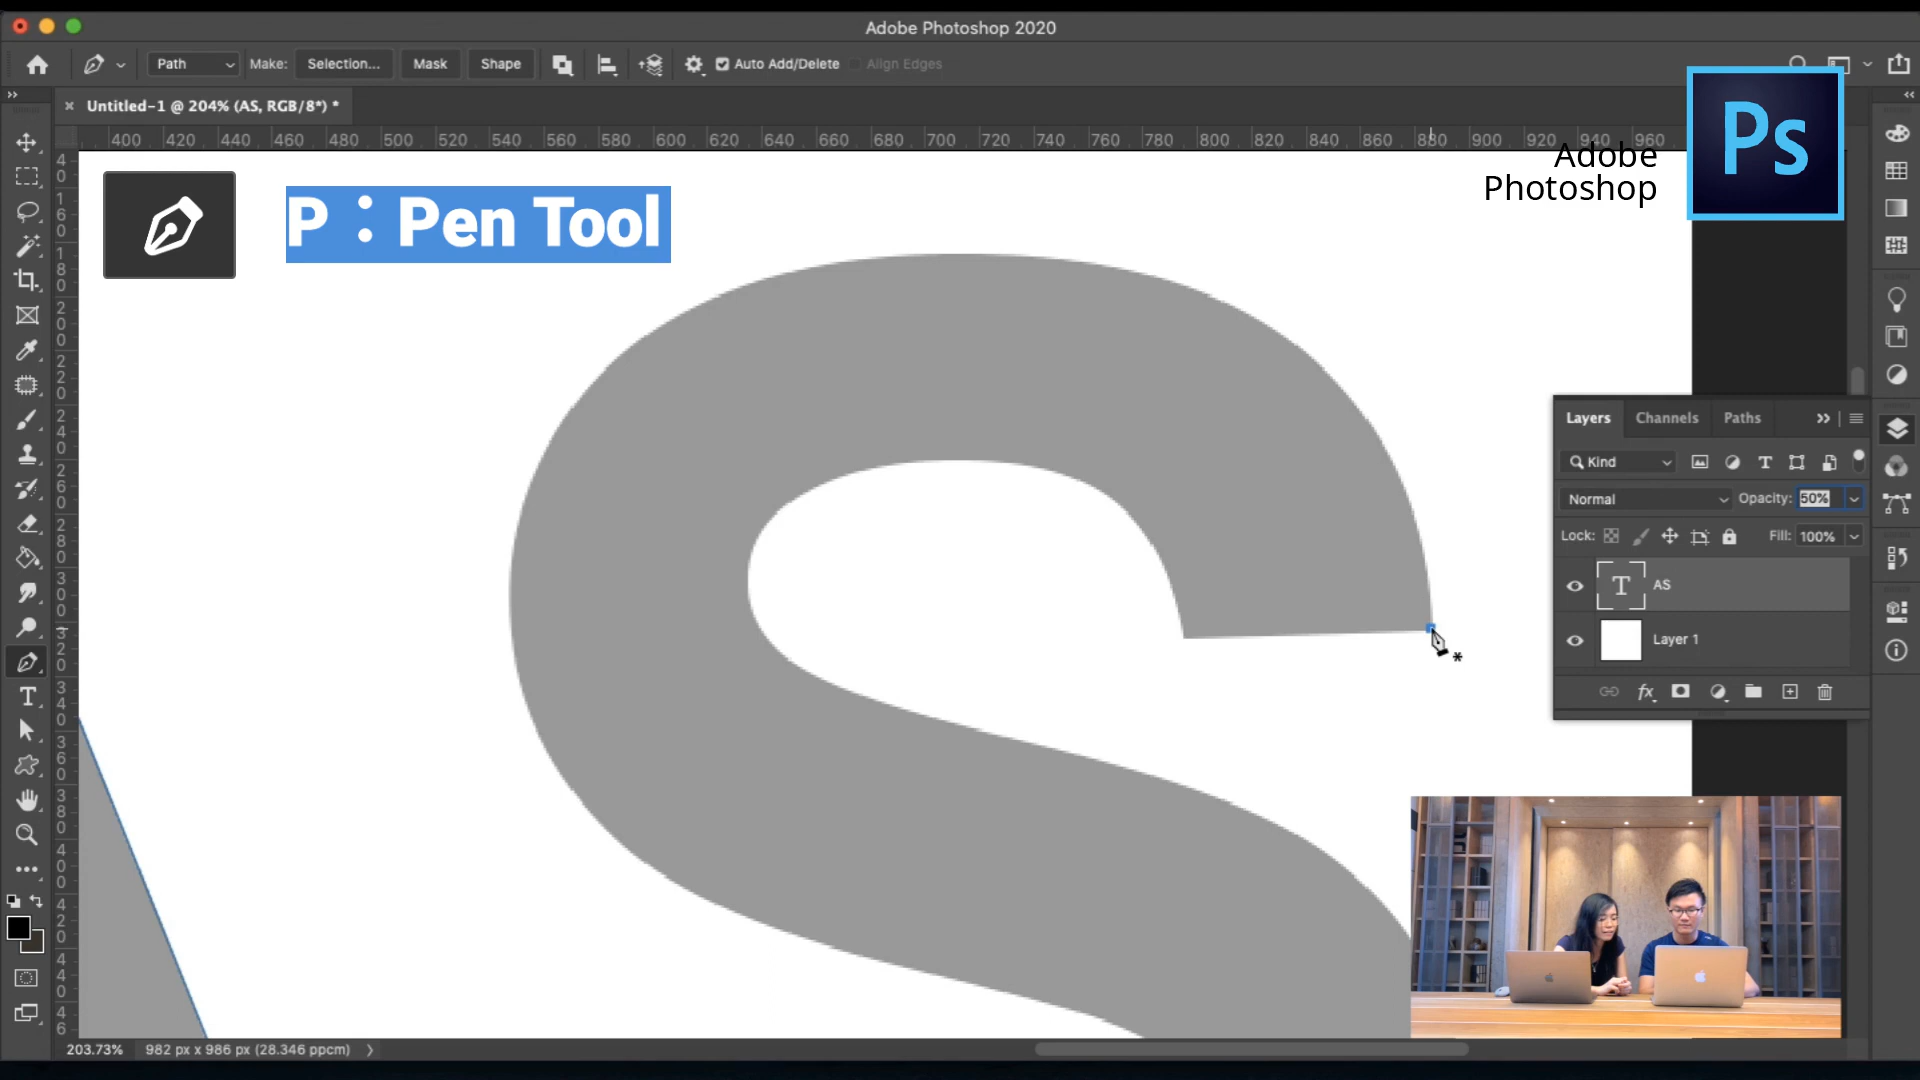 Adobe Photoshop 2020
Path Make: Selection... Mask Shape Auto Add/Delete Align Edges
Untitled-1 @ 204% (AS, RGB/8*) *
400 420 440 460 480 500 520 540 560 580 600 620 640 660 680 700 720 740 760 780 800 820 840 860 880 900 920 940 960
P：Pen Tool
Adobe
Photoshop
Ps
Layers Channels Paths
Kind
Normal Opacity: 50%
Lock: Fill: 100%
T AS
Layer 1
fx
203.73% 982 px x 986 px (28.346 ppcm)